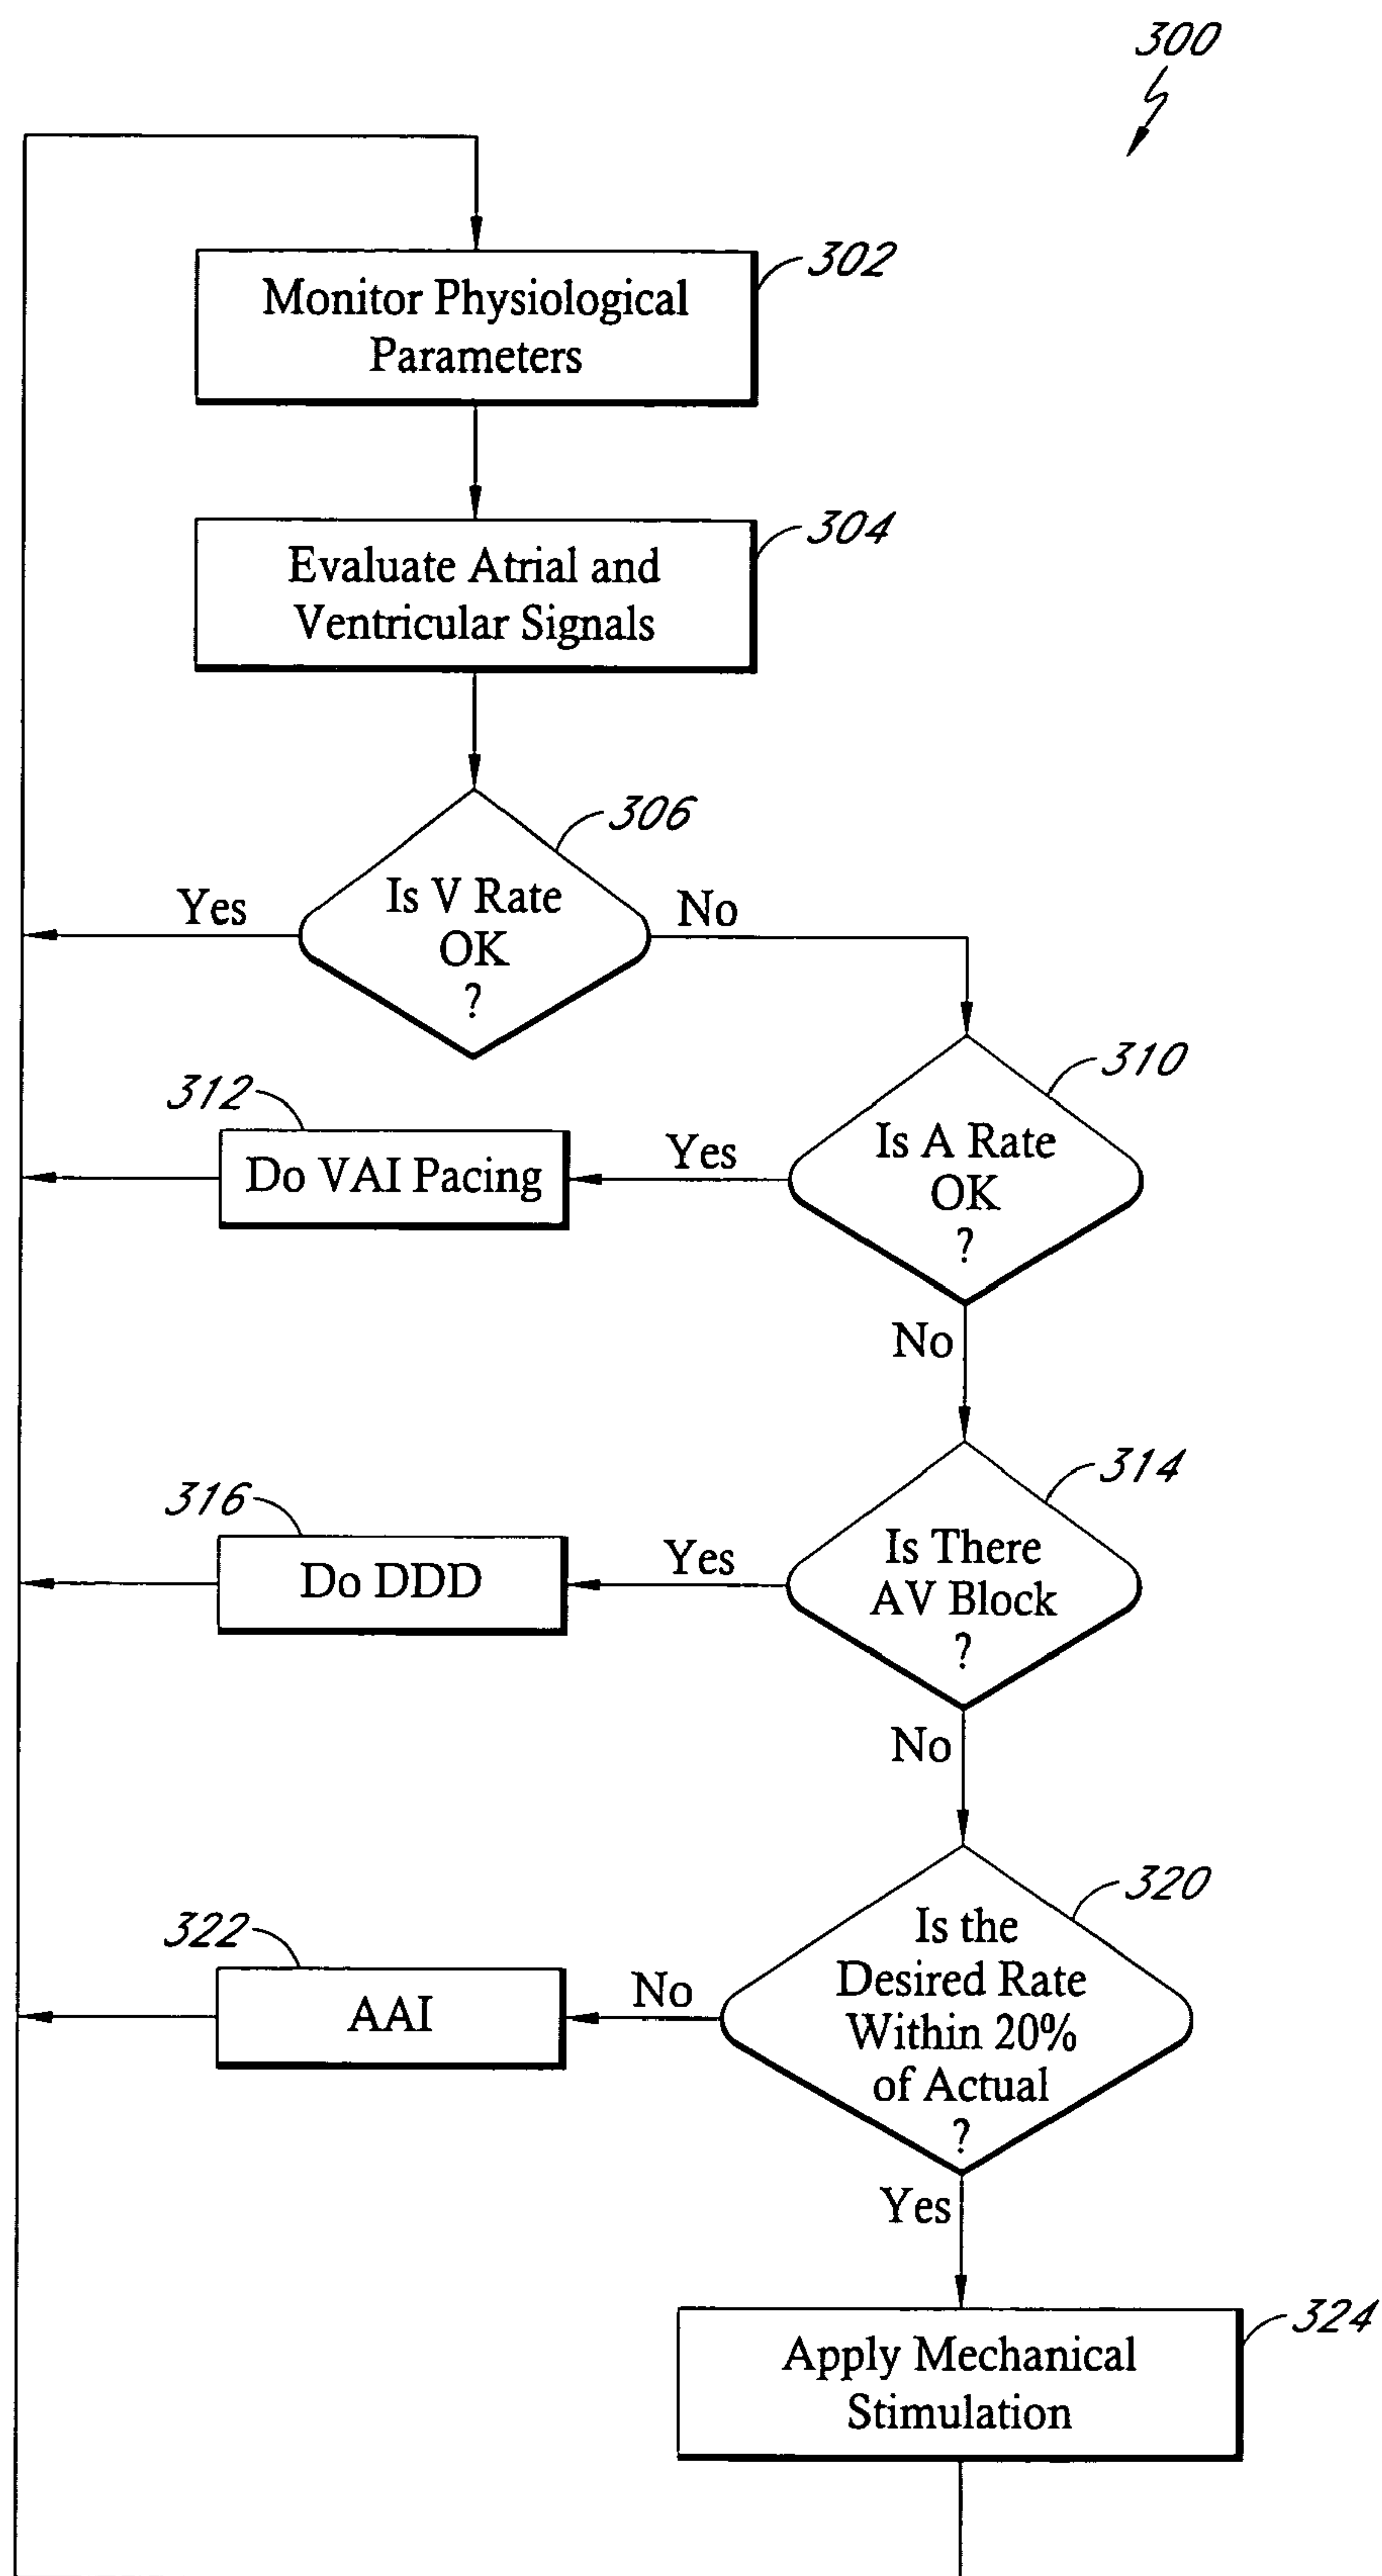 300
302
Monitor Physiological
Parameters
304
Evaluate Atrial and
Ventricular Signals
306
Is V Rate
OK
?
Yes
No
310
Is A Rate
OK
?
312
Do VAI Pacing
Yes
No
314
Is There
AV Block
?
316
Do DDD
Yes
No
320
Is the
Desired Rate
Within 20%
of Actual
?
322
AAI
No
Yes
324
Apply Mechanical
Stimulation